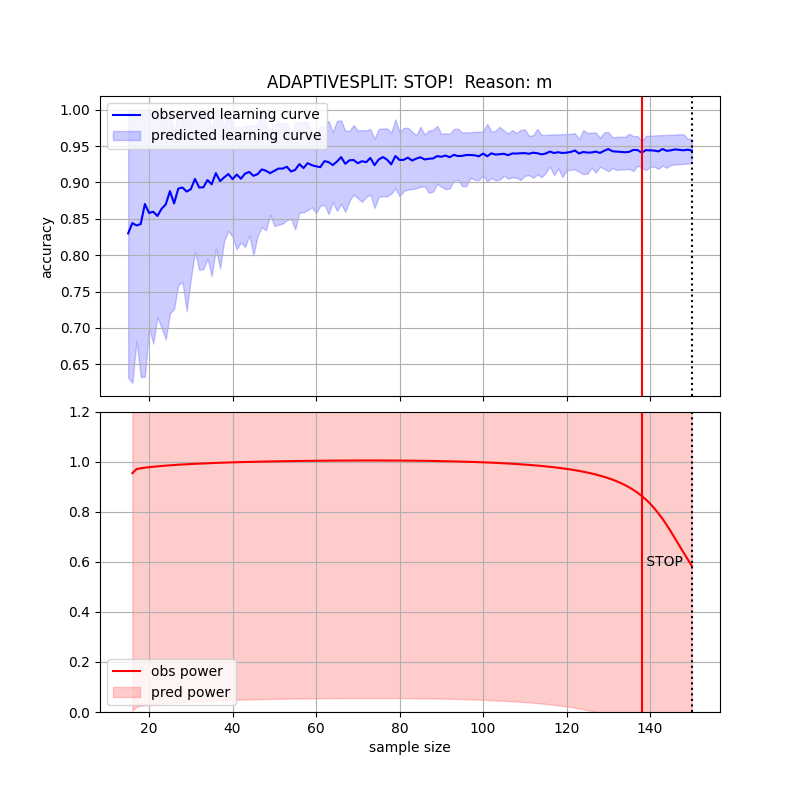 ADAPTIVESPLIT: STOP!  Reason: m
observed learning curve
predicted learning curve
accuracy
1.00
0.95
0.90
0.85
0.80
0.75
0.70
0.65
1.2
1.0
0.8
0.6
0.4
0.2
0.0
STOP
obs power
pred power
20 40 60 80 100 120 140
sample size